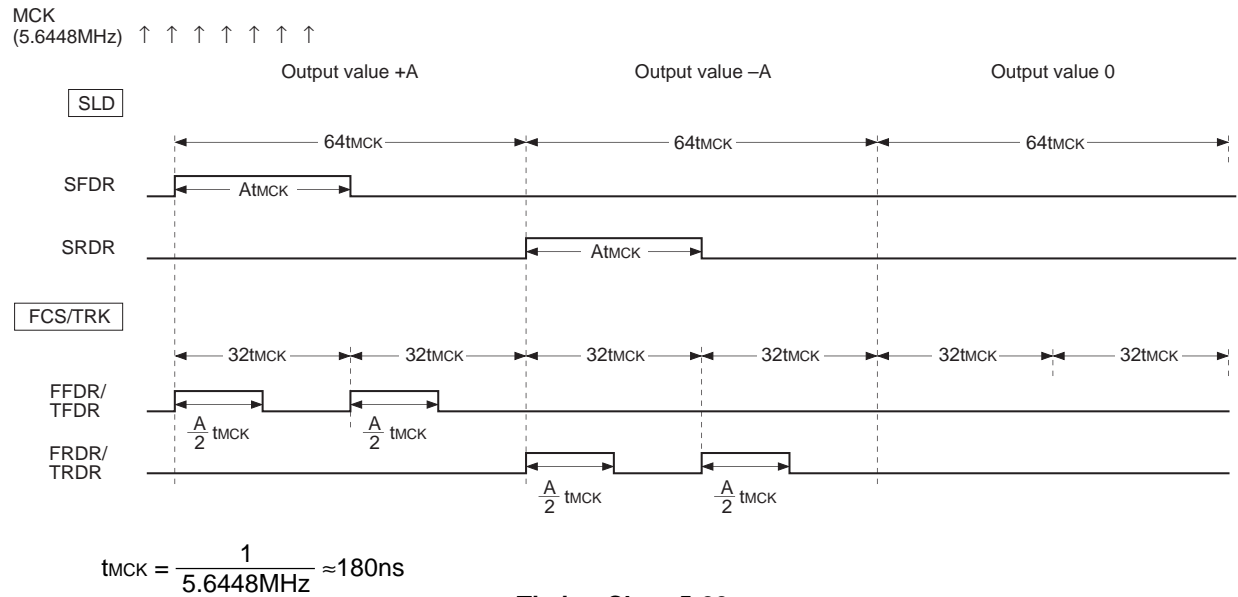 MCK
(5.6448MHz) ↑ ↑ ↑ ↑ ↑ ↑ ↑
Output value +A Output value –A Output value 0
SLD
64tMCK 64tMCK 64tMCK
SFDR
AtMCK
SRDR
AtMCK
FCS/TRK
32tMCK 32tMCK 32tMCK 32tMCK 32tMCK 32tMCK
FFDR/
TFDR
A/2 tMCK A/2 tMCK
FRDR/
TRDR
A/2 tMCK A/2 tMCK
tMCK = 1/5.6448MHz ≈180ns